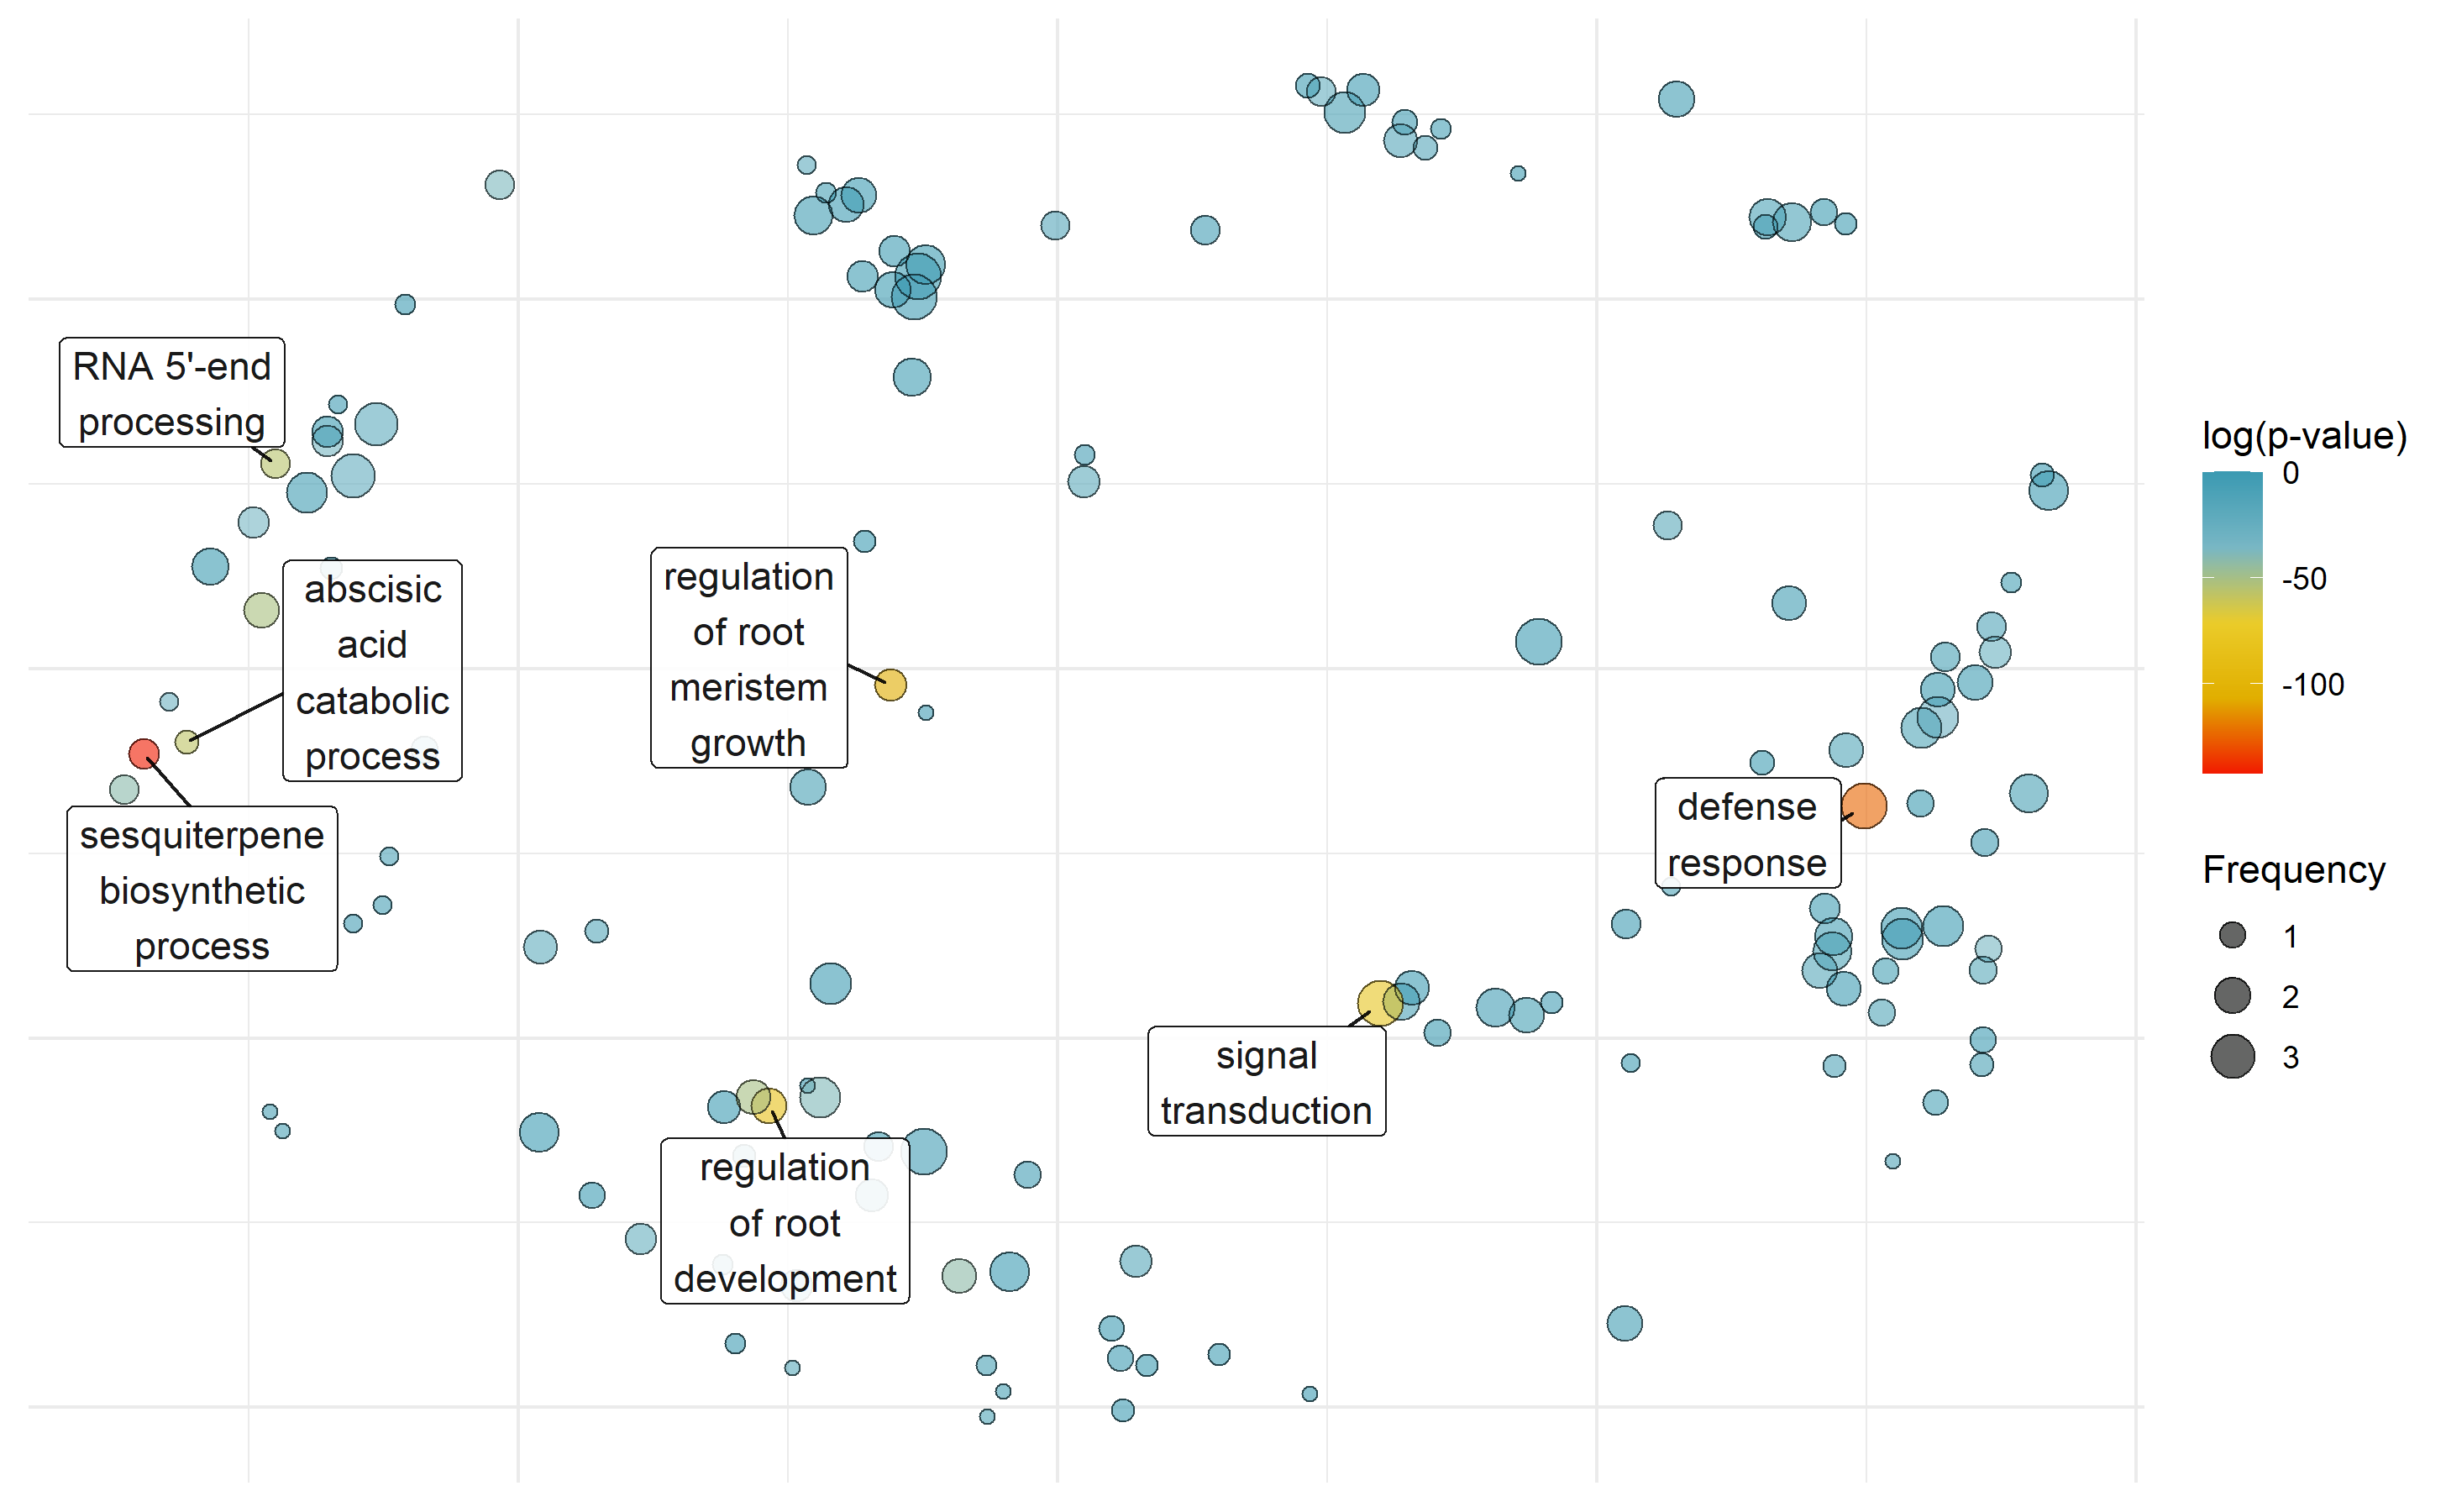 RNA 5'-end
processing
abscisic
acid
catabolic
process
sesquiterpene
biosynthetic
process
regulation
of root
meristem
growth
defense
response
signal
transduction
regulation
of root
development
log(p-value)
0
-50
-100
Frequency
1
2
3